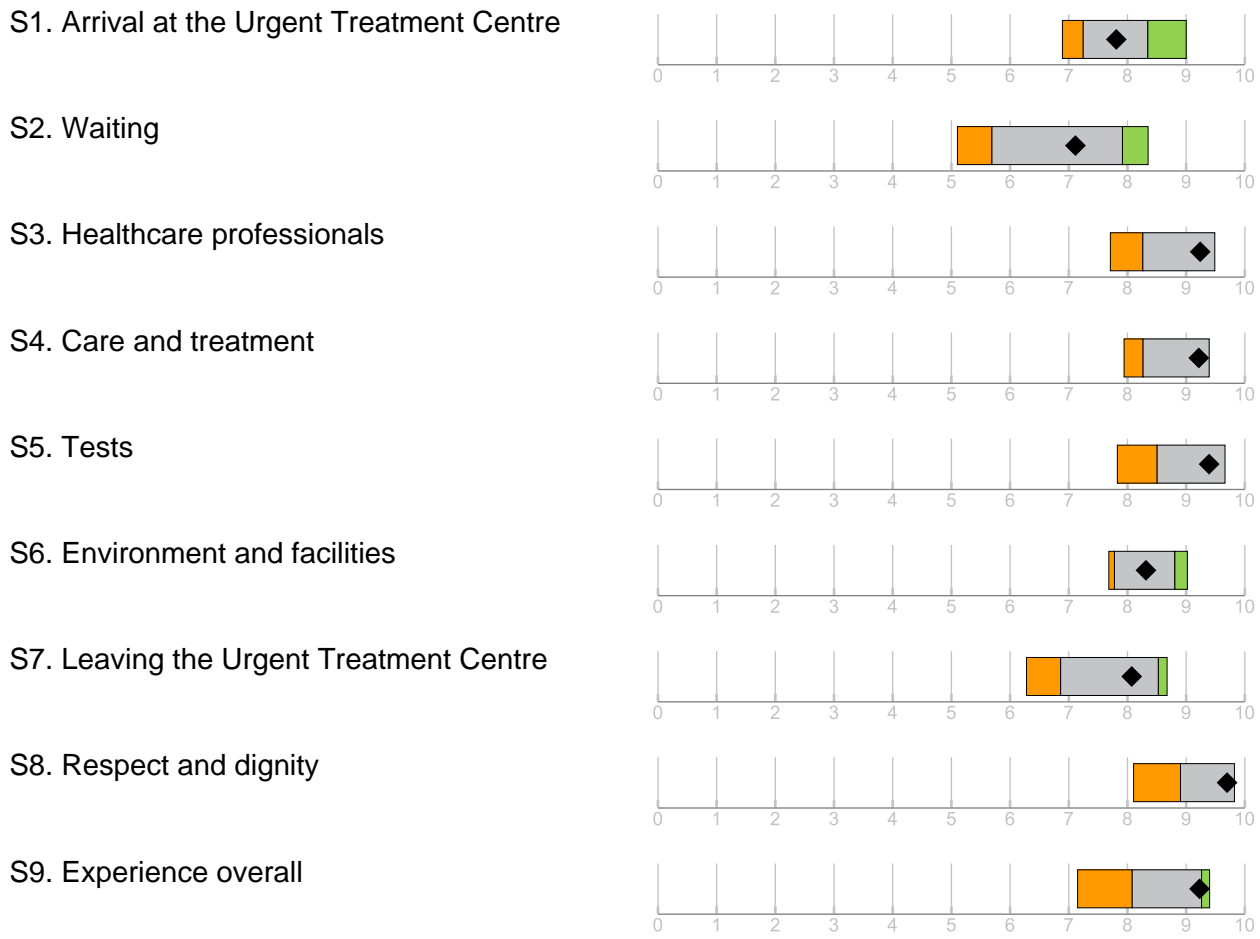 S1. Arrival at the Urgent Treatment Centre
0 1 2 3 4 5 6 7 8 9 10
S2. Waiting
0 1 2 3 4 5 6 7 8 9 10
S3. Healthcare professionals
0 1 2 3 4 5 6 7 8 9 10
S4. Care and treatment
0 1 2 3 4 5 6 7 8 9 10
S5. Tests
0 1 2 3 4 5 6 7 8 9 10
S6. Environment and facilities
0 1 2 3 4 5 6 7 8 9 10
S7. Leaving the Urgent Treatment Centre
0 1 2 3 4 5 6 7 8 9 10
S8. Respect and dignity
0 1 2 3 4 5 6 7 8 9 10
S9. Experience overall
0 1 2 3 4 5 6 7 8 9 10